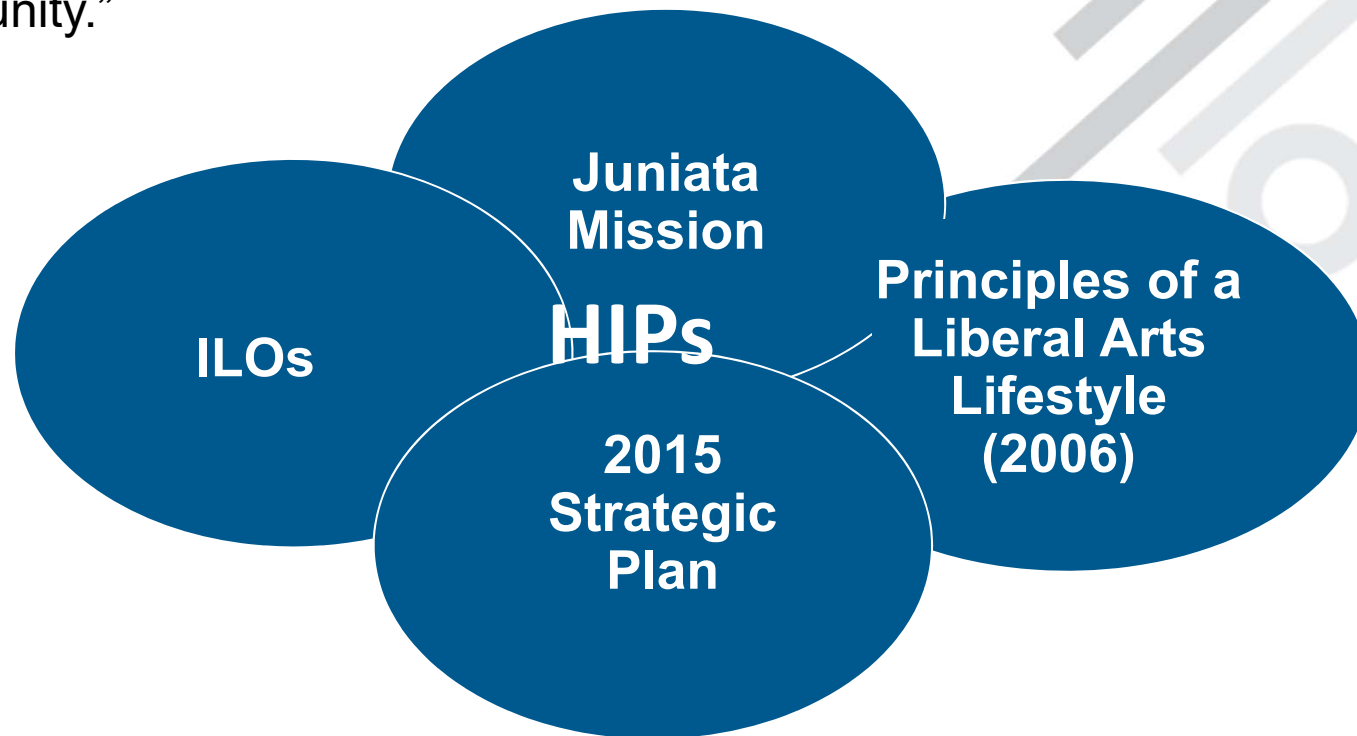 unity.”
Juniata
Mission
HIPs
ILOs
Principles of a
Liberal Arts
Lifestyle
(2006)
2015
Strategic
Plan